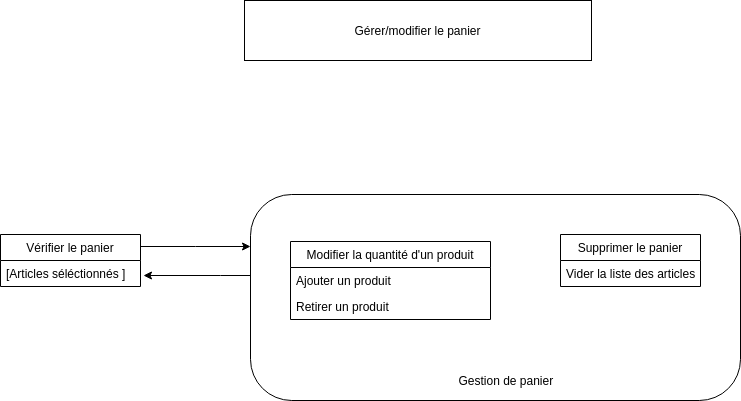 Gérer/modifier le panier
Vérifier le panier
[Articles séléctionnés ]
Modifier la quantité d'un produit
Ajouter un produit
Retirer un produit
Supprimer le panier
Vider la liste des articles
Gestion de panier